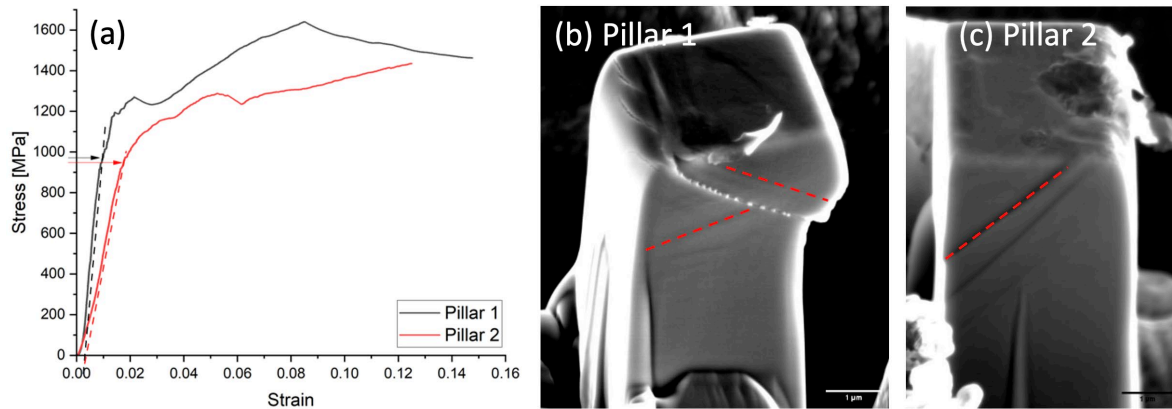 (a)
Stress [MPa]
1600
1400
1200
1000
800
600
400
200
0
0.00 0.02 0.04 0.06 0.08 0.10 0.12 0.14 0.16
Strain
Pillar 1
Pillar 2
(b) Pillar 1
1 µm
(c) Pillar 2
1 µm